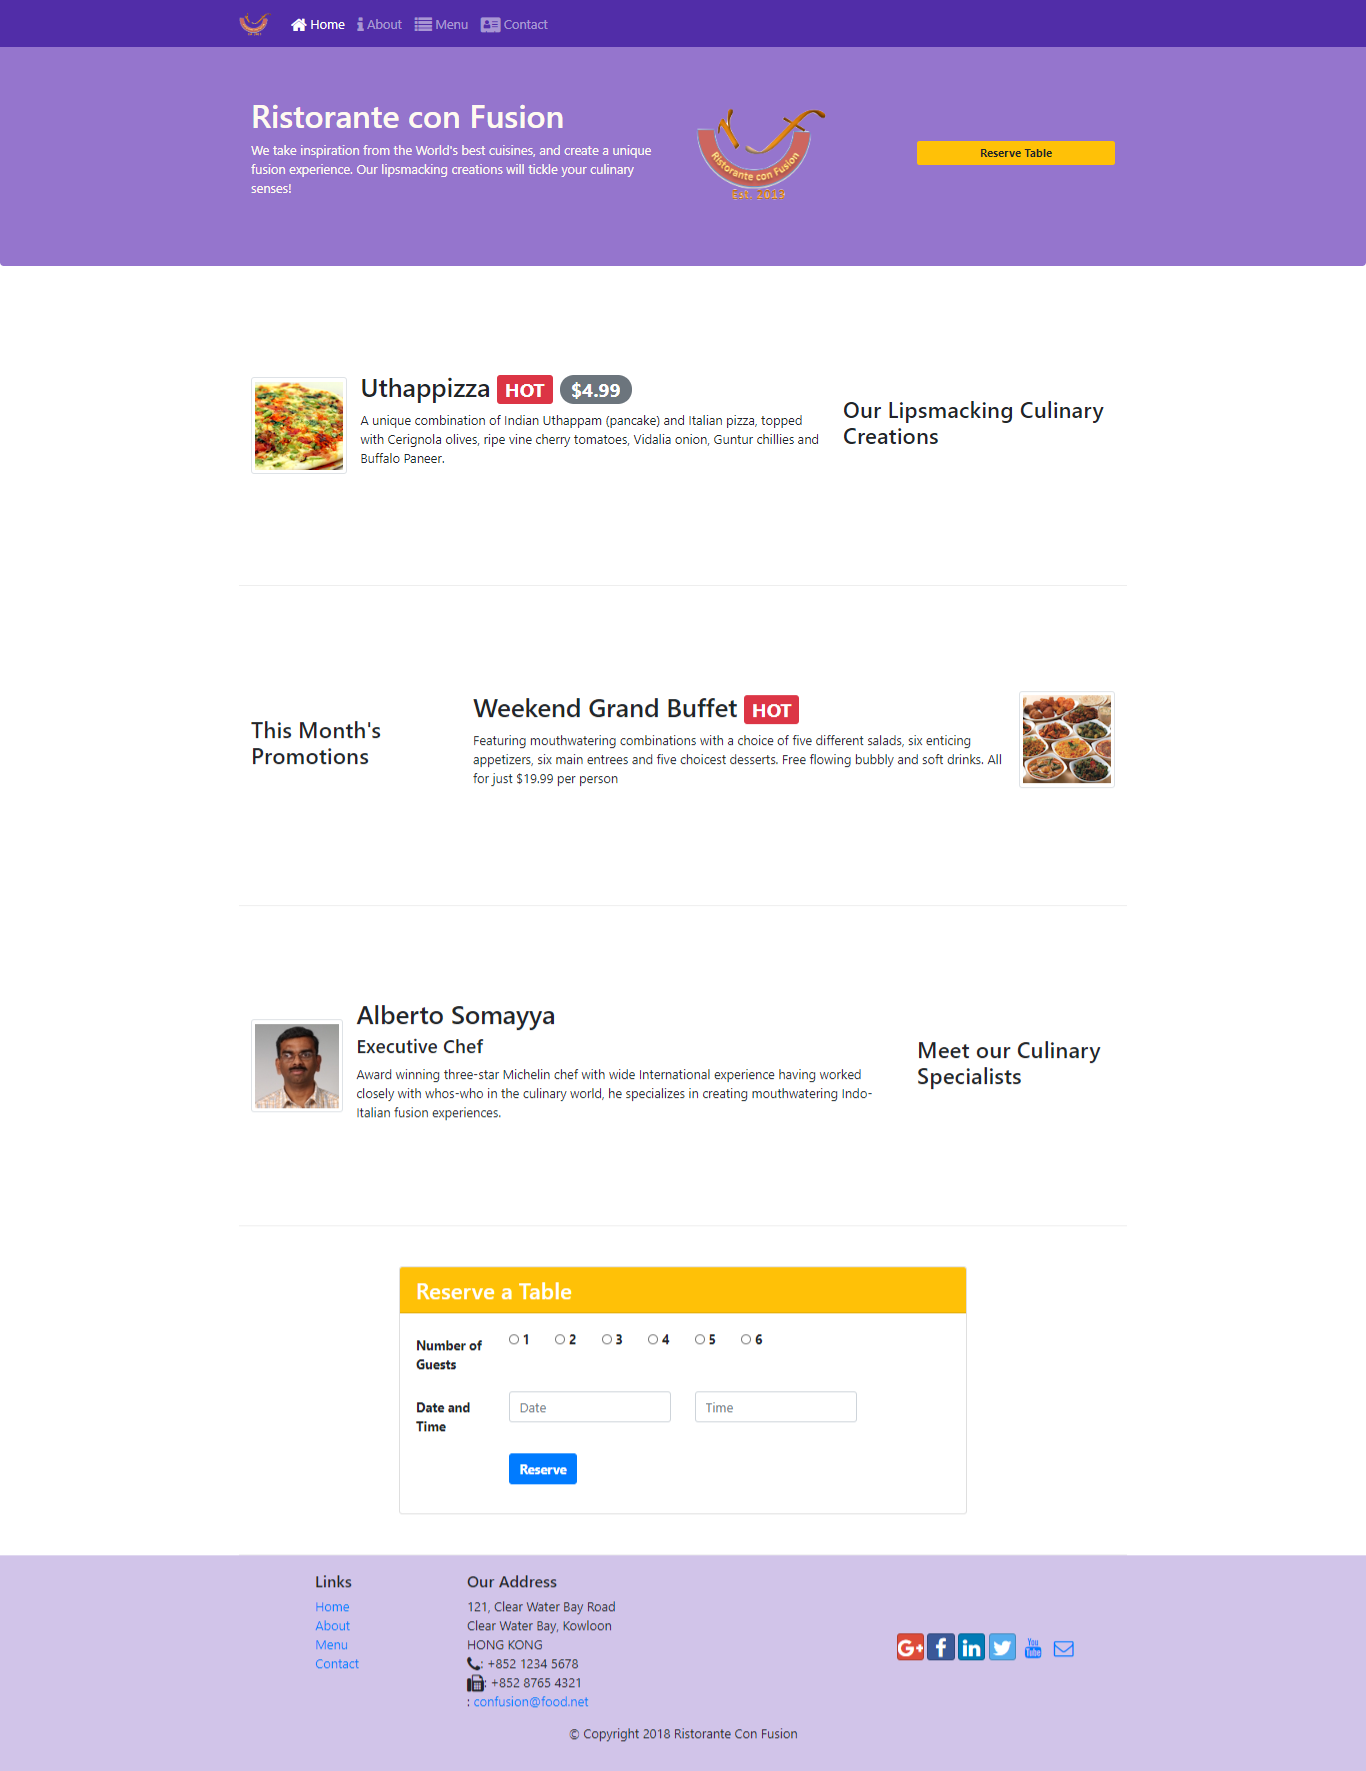 Home About Menu Contact
Ristorante con Fusion
We take inspiration from the World's best cuisines, and create a unique
fusion experience. Our lipsmacking creations will tickle your culinary
senses!
Ristorante con Fusion
Est. 2019
Reserve Table
Uthappizza HOT $4.99
A unique combination of Indian Uthappam (pancake) and Italian pizza, topped
with Cerignola olives, ripe vine cherry tomatoes, Vidalia onion, Guntur chillies and
Buffalo Paneer.
Our Lipsmacking Culinary
Creations
This Month's
Promotions
Weekend Grand Buffet HOT
Featuring mouthwatering combinations with a choice of five different salads, six enticing
appetizers, six main entrees and five choicest desserts. Free flowing bubbly and soft drinks. All
for just $19.99 per person
Alberto Somayya
Executive Chef
Award winning three-star Michelin chef with wide International experience having worked
closely with whos-who in the culinary world, he specializes in creating mouthwatering Indo-
Italian fusion experiences.
Meet our Culinary
Specialists
Reserve a Table
Number of
Guests
1 2 3 4 5 6
Date and
Time
Date
Time
Reserve
Links
Home
About
Menu
Contact
Our Address
121, Clear Water Bay Road
Clear Water Bay, Kowloon
HONG KONG
: +852 1234 5678
: +852 8765 4321
: confusion@food.net
G+ f in You Tube
© Copyright 2018 Ristorante Con Fusion